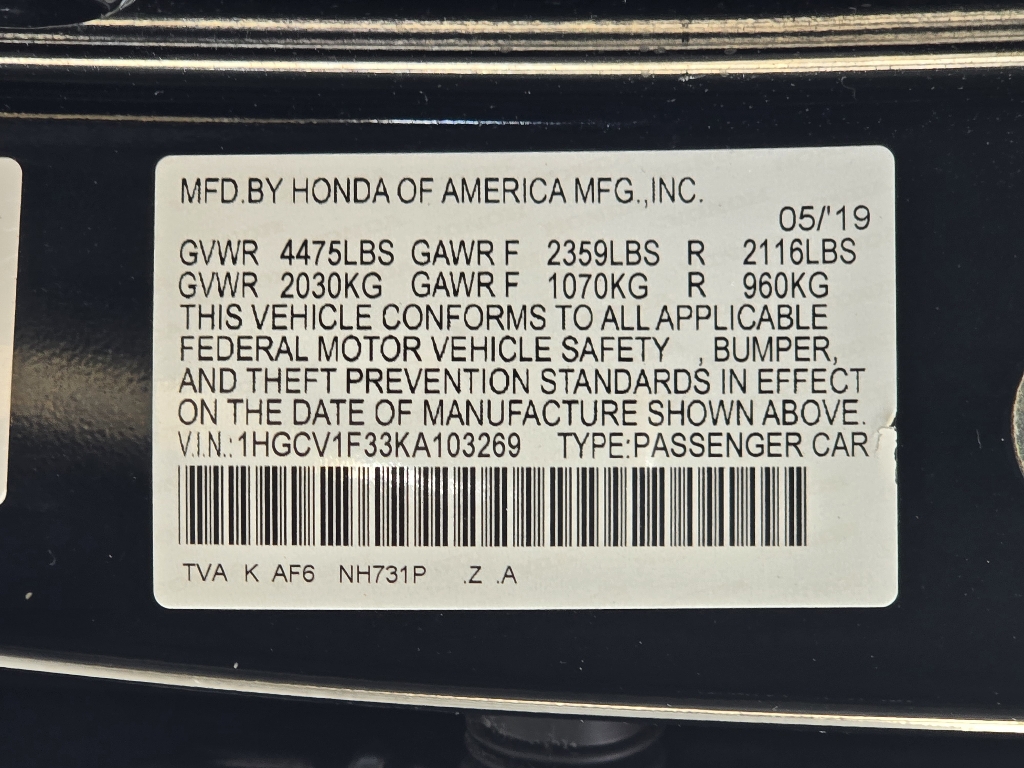 MFD.BY HONDA OF AMERICA MFG.,INC.
05/'19
GVWR 4475LBS GAWR F 2359LBS R 2116LBS
GVWR 2030KG GAWR F 1070KG R 960KG
THIS VEHICLE CONFORMS TO ALL APPLICABLE
FEDERAL MOTOR VEHICLE SAFETY , BUMPER,
AND THEFT PREVENTION STANDARDS IN EFFECT
ON THE DATE OF MANUFACTURE SHOWN ABOVE.
V.I.N.:1HGCV1F33KA103269 TYPE:PASSENGER CAR
TVA K AF6 NH731P .Z .A